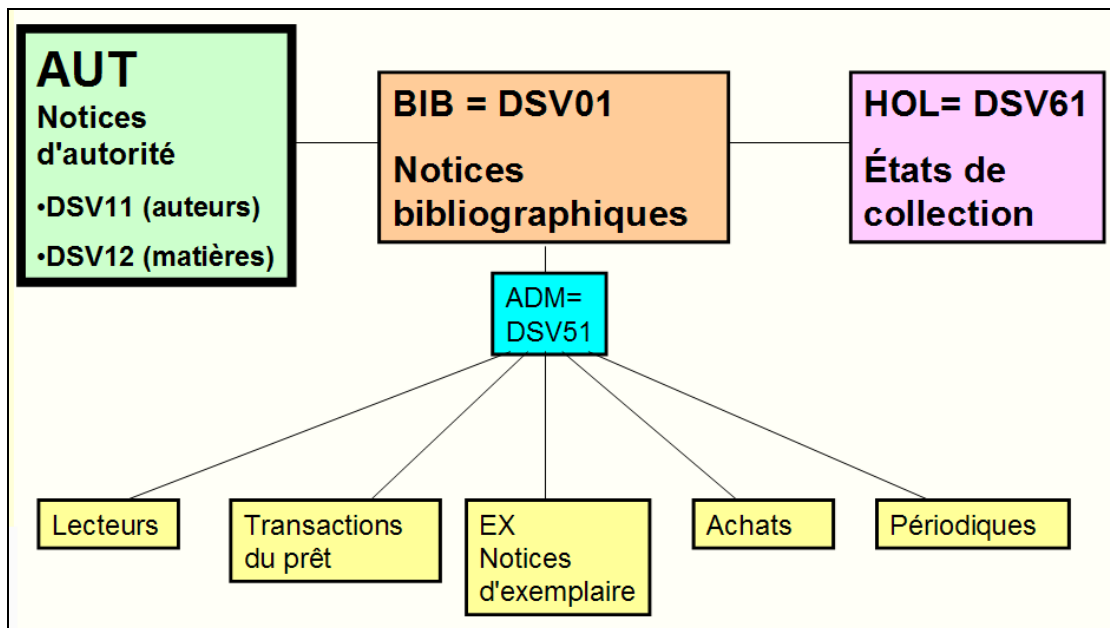 AUT
Notices
d'autorité
•DSV11 (auteurs)
•DSV12 (matières)
BIB = DSV01
Notices
bibliographiques
HOL= DSV61
États de
collection
ADM=
DSV51
Lecteurs
Transactions
du prêt
EX
Notices
d'exemplaire
Achats
Périodiques